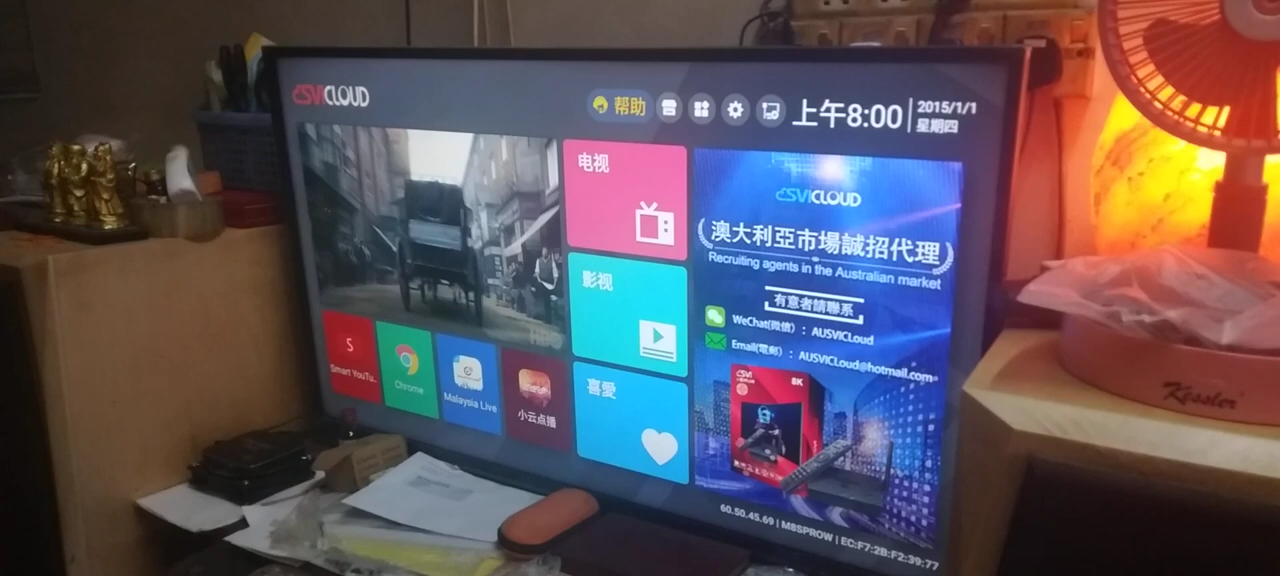 SVICLOUD
帮助
上午8:00
2015/1/1
星期四
电视
影视
喜愛
HBO
S
Smart YouTu..
Chrome
Malaysia Live
小云点播
SVICLOUD
澳大利亞市場誠招代理
Recruiting agents in the Australian market
有意者請聯系
WeChat(微信）：AUSVICLoud
Email(電郵）：AUSVICLoud@hotmail.com
SVI
8K
60.50.45.69 | M8SPROW | EC:F7:2B:F2:39:77
Kessler